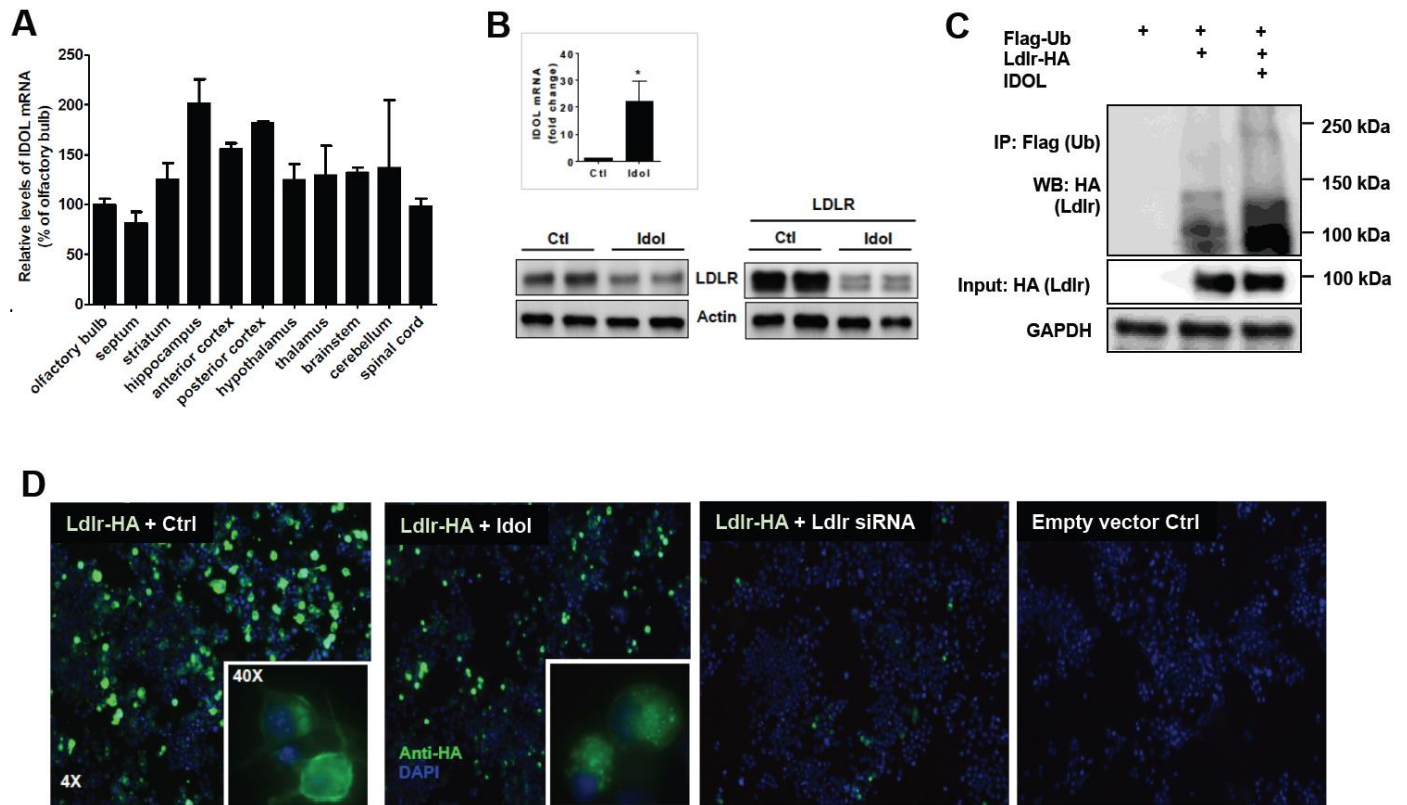 A
Relative levels of IDOL mRNA
(% of olfactory bulb)
250
200
150
100
50
0
olfactory bulb
septum
striatum
hippocampus
anterior cortex
posterior cortex
hypothalamus
thalamus
brainstem
cerebellum
spinal cord
B
IDOL mRNA
(fold change)
40
30
20
10
0
*
Ctl Idol
LDLR
Ctl Idol
Ctl Idol
LDLR
Actin
C
Flag-Ub + + +
Ldlr-HA + +
IDOL +
IP: Flag (Ub)
WB: HA
(Ldlr)
250 kDa
150 kDa
100 kDa
Input: HA (Ldlr)
100 kDa
GAPDH
D
Ldlr-HA + Ctrl
40X
4X
Ldlr-HA + Idol
Anti-HA
DAPI
Ldlr-HA + Ldlr siRNA
Empty vector Ctrl